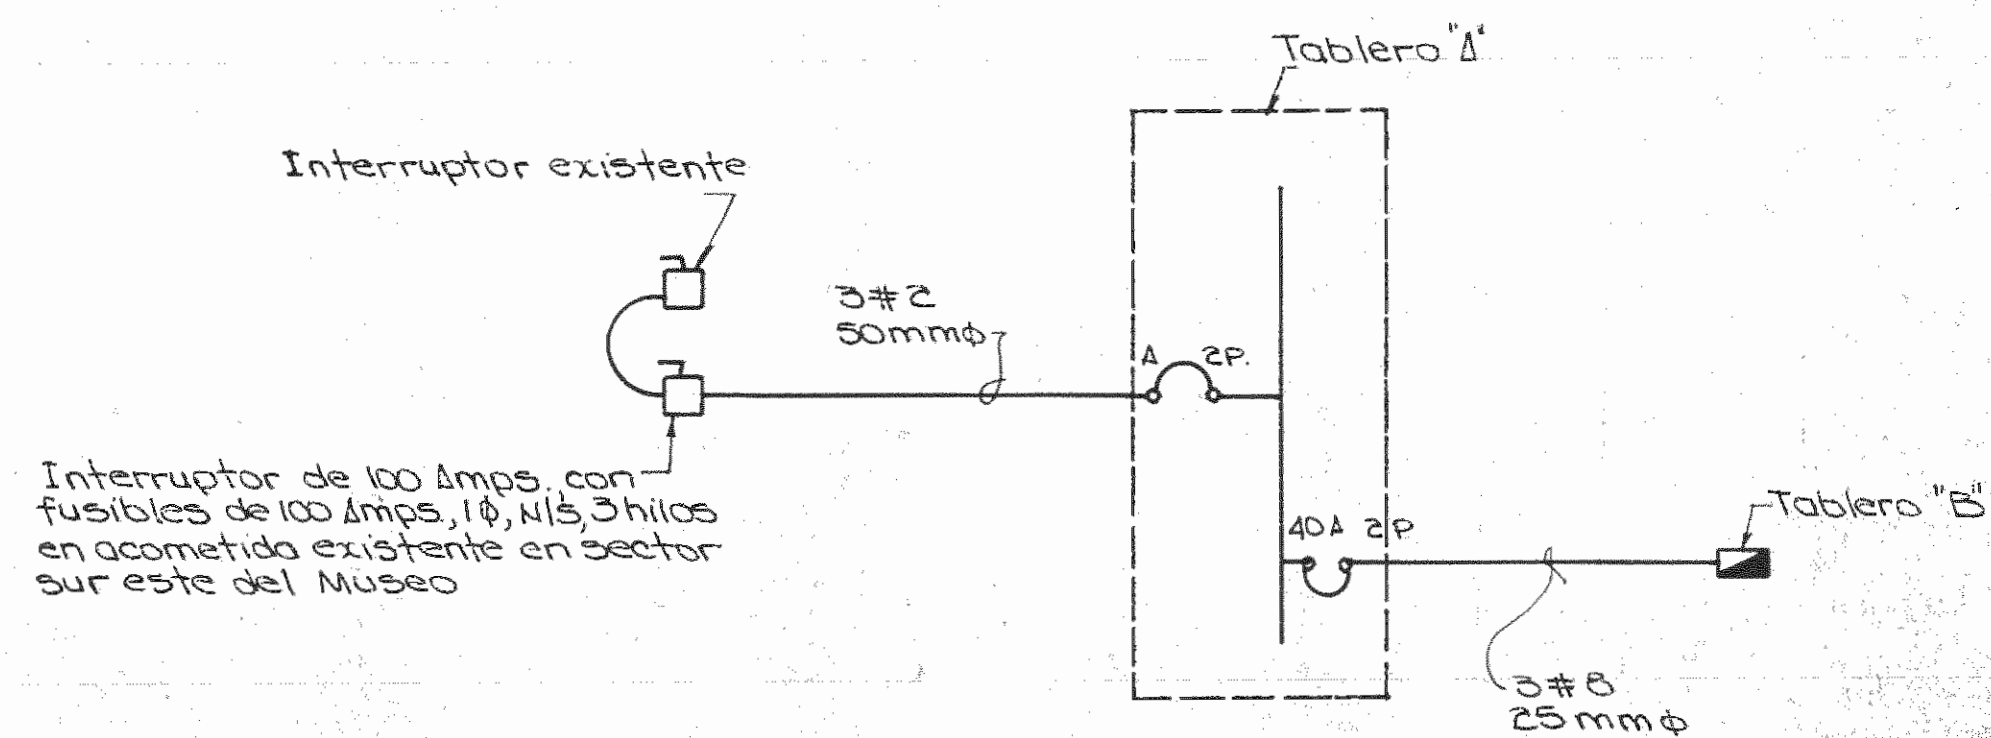 Tablero "A"
Interruptor existente
3#2
50mmϕ
A 2P.
Interruptor de 100 Amps. con
fusibles de 100 Amps., 1ϕ, N/S, 3 hilos
en acometida existente en sector
sur este del Museo
40A 2P
Tablero "B"
3#8
25mmϕ